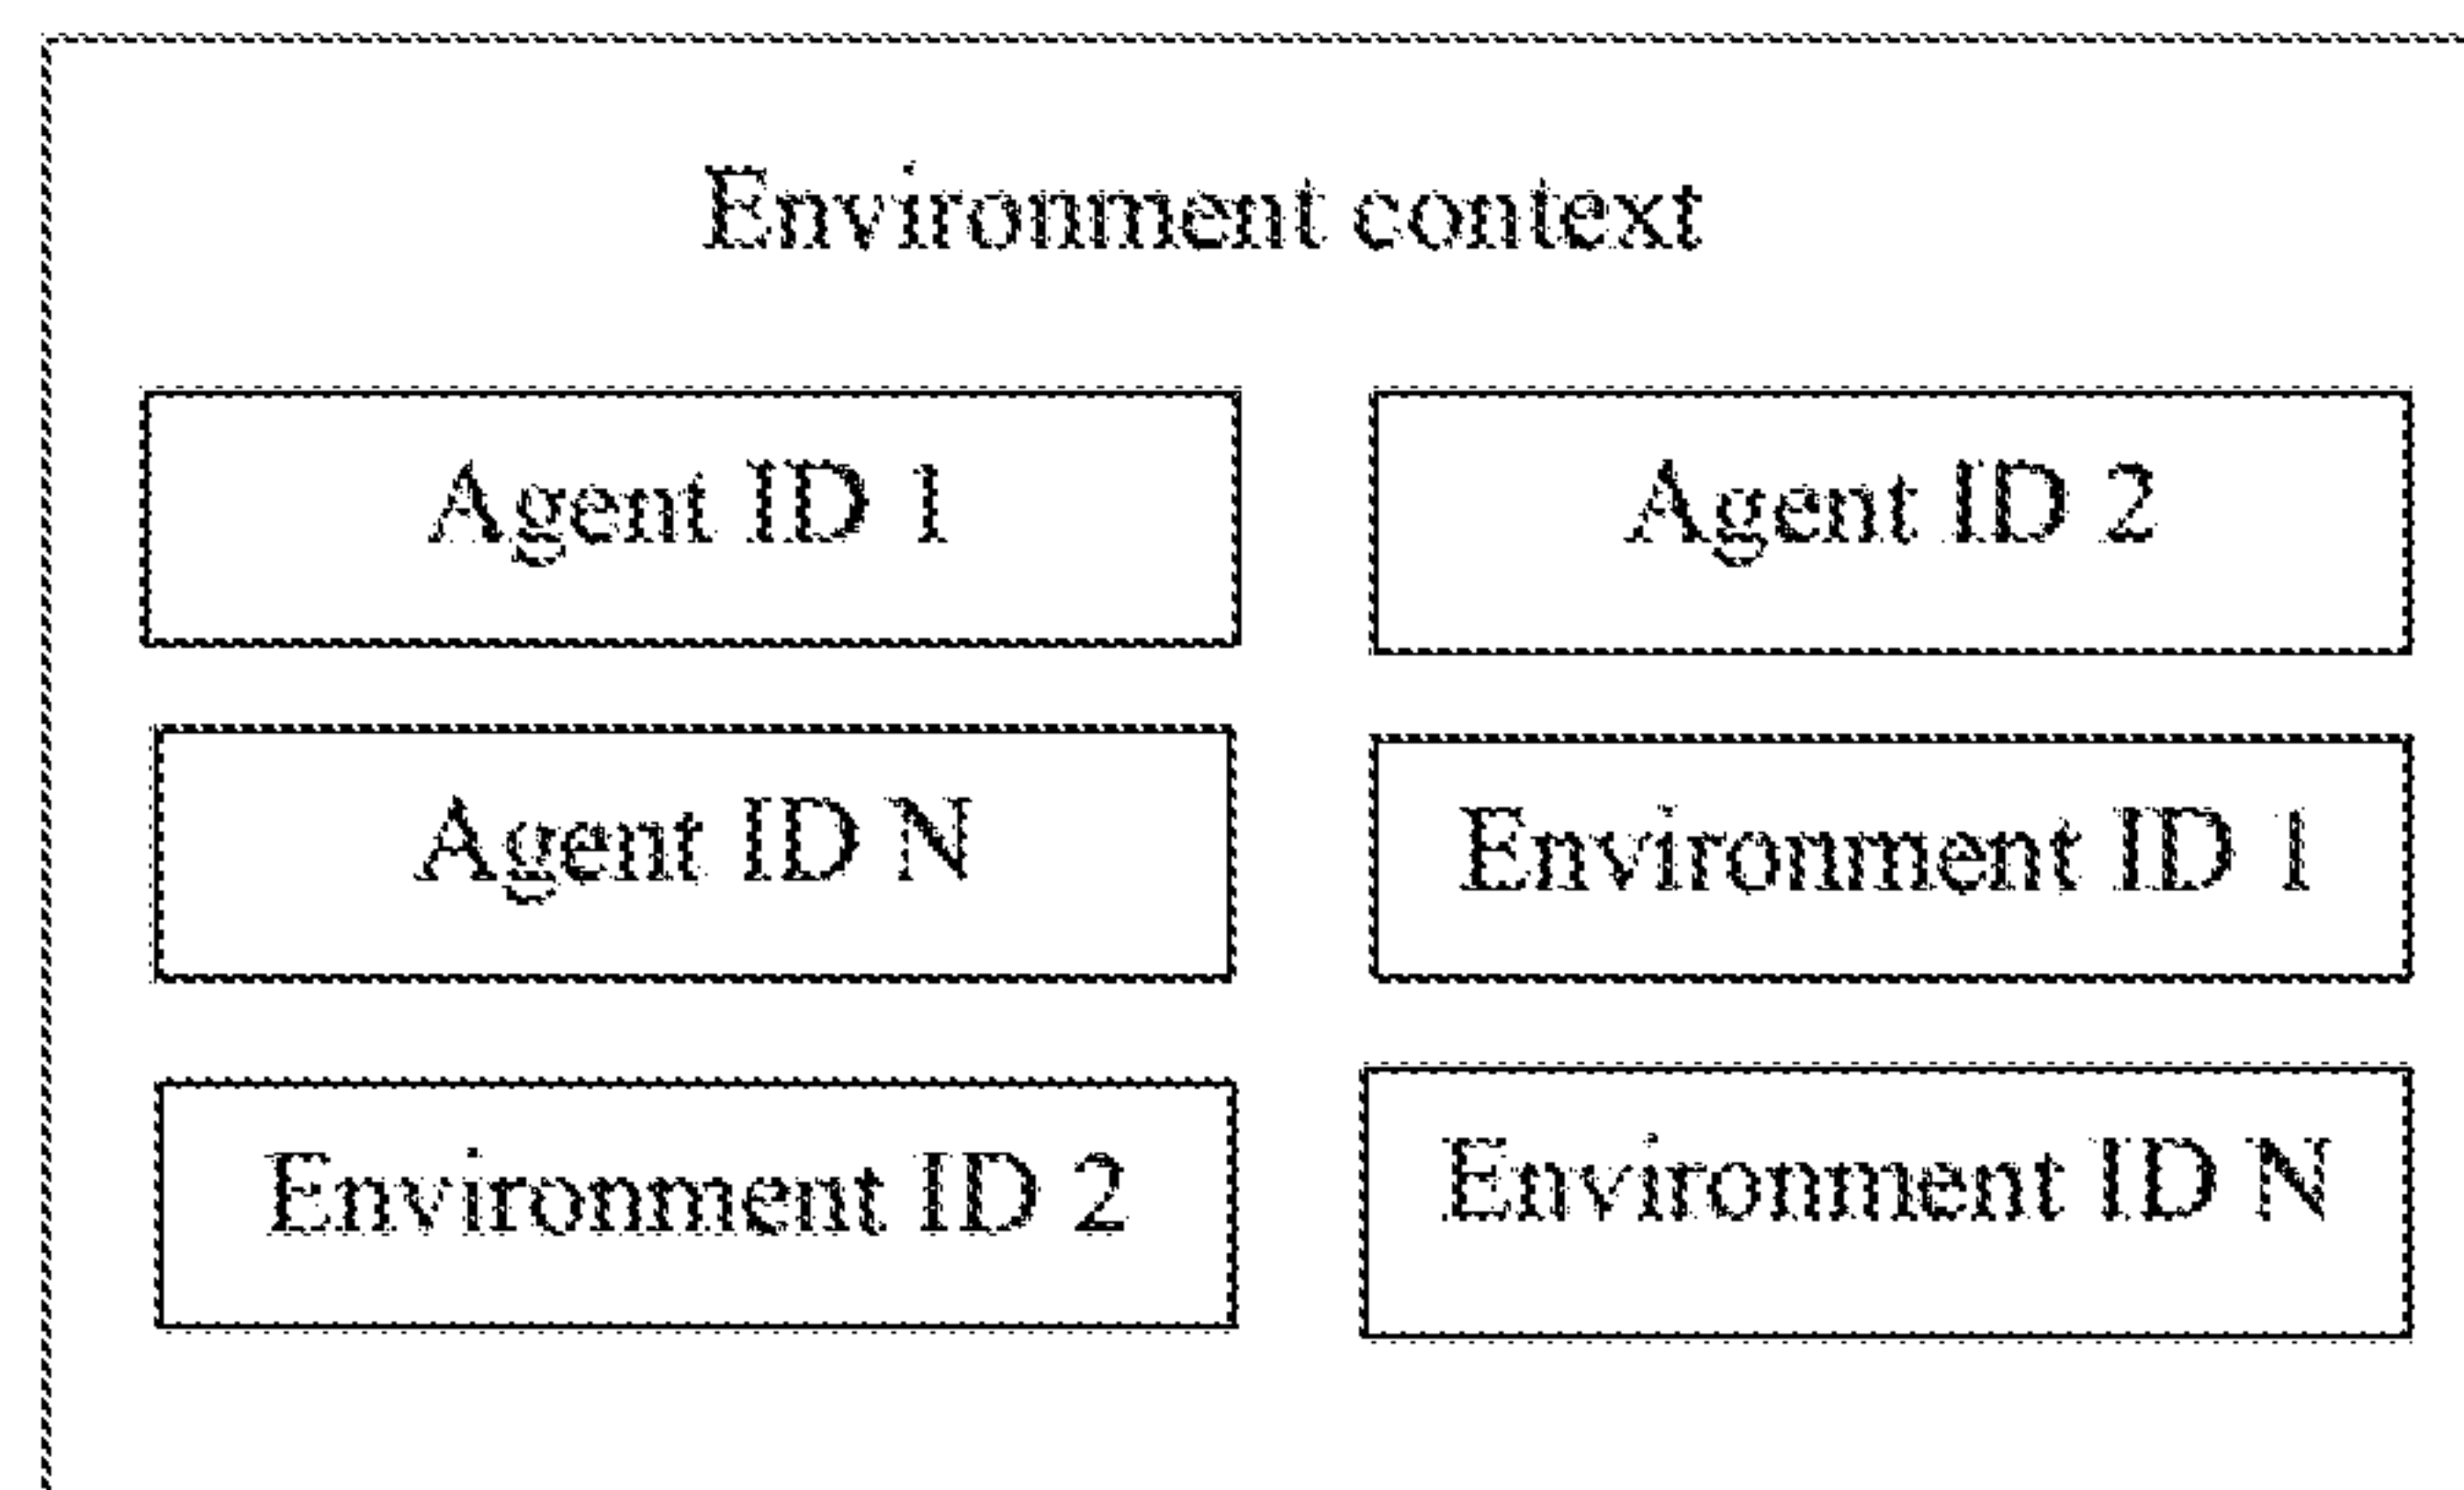 Environment context
Agent ID 1
Agent ID 2
Agent ID N
Environment ID 1
Environment ID 2
Environment ID N